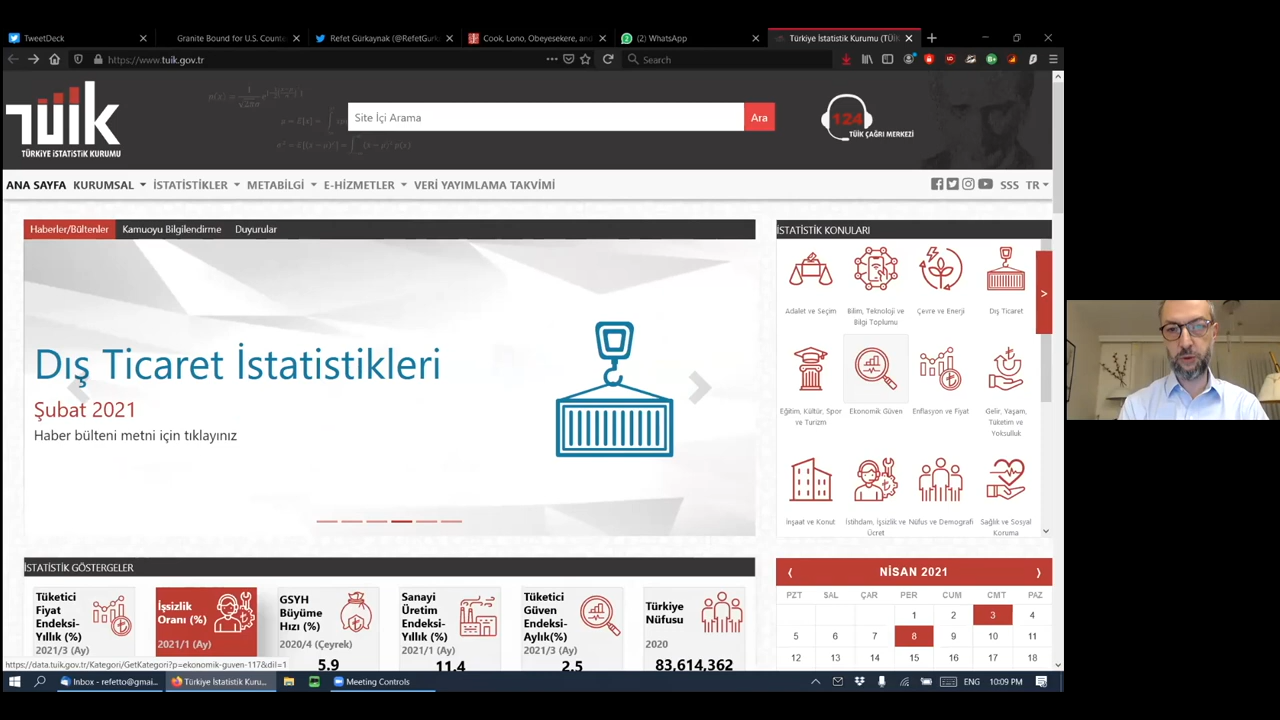 TweetDeck
Granite Bound for U.S. Counte
Refet Gürkaynak (@RefetGurk
Cook, Lono, Obeyesekere, and
(2) WhatsApp
Türkiye İstatistik Kurumu (TÜİK
https://www.tuik.gov.tr
Search
TÜİK
TÜRKİYE İSTATİSTİK KURUMU
Site İçi Arama
Ara
124
TÜİK ÇAĞRI MERKEZİ
ANA SAYFA KURUMSAL İSTATİSTİKLER METABİLGİ E-HİZMETLER VERİ YAYIMLAMA TAKVİMİ
SSS TR
Haberler/Bültenler Kamuoyu Bilgilendirme Duyurular
Dış Ticaret İstatistikleri
Şubat 2021
Haber bülteni metni için tıklayınız
İSTATİSTİK KONULARI
Adalet ve Seçim
Bilim, Teknoloji ve
Bilgi Toplumu
Çevre ve Enerji
Dış Ticaret
>
Eğitim, Kültür, Spor
ve Turizm
Ekonomik Güven
Enflasyon ve Fiyat
Gelir, Yaşam,
Tüketim ve
Yoksulluk
İnşaat ve Konut
İstihdam, İşsizlik ve
Ücret
Nüfus ve Demografi
Sağlık ve Sosyal
Koruma
İSTATİSTİK GÖSTERGELER
Tüketici
Fiyat
Endeksi-
Yıllık (%)
2021/3 (Ay)
İşsizlik
Oranı (%)
2021/1 (Ay)
GSYH
Büyüme
Hızı (%)
2020/4 (Çeyrek)
5.9
Sanayi
Üretim
Endeksi-
Yıllık(%)
2021/1 (Ay)
11.4
Tüketici
Güven
Endeksi-
Aylık(%)
2021/3 (Ay)
2.5
Türkiye
Nüfusu
2020
83,614,362
NİSAN 2021
PZT SAL ÇAR PER CUM CMT PAZ
1 2 3 4
5 6 7 8 9 10 11
12 13 14 15 16 17 18
https://data.tuik.gov.tr/Kategori/GetKategori?p=ekonomik-guven-117&dil=1
Inbox - refetto@gmai...
Türkiye İstatistik Kuru...
Meeting Controls
ENG
10:09 PM